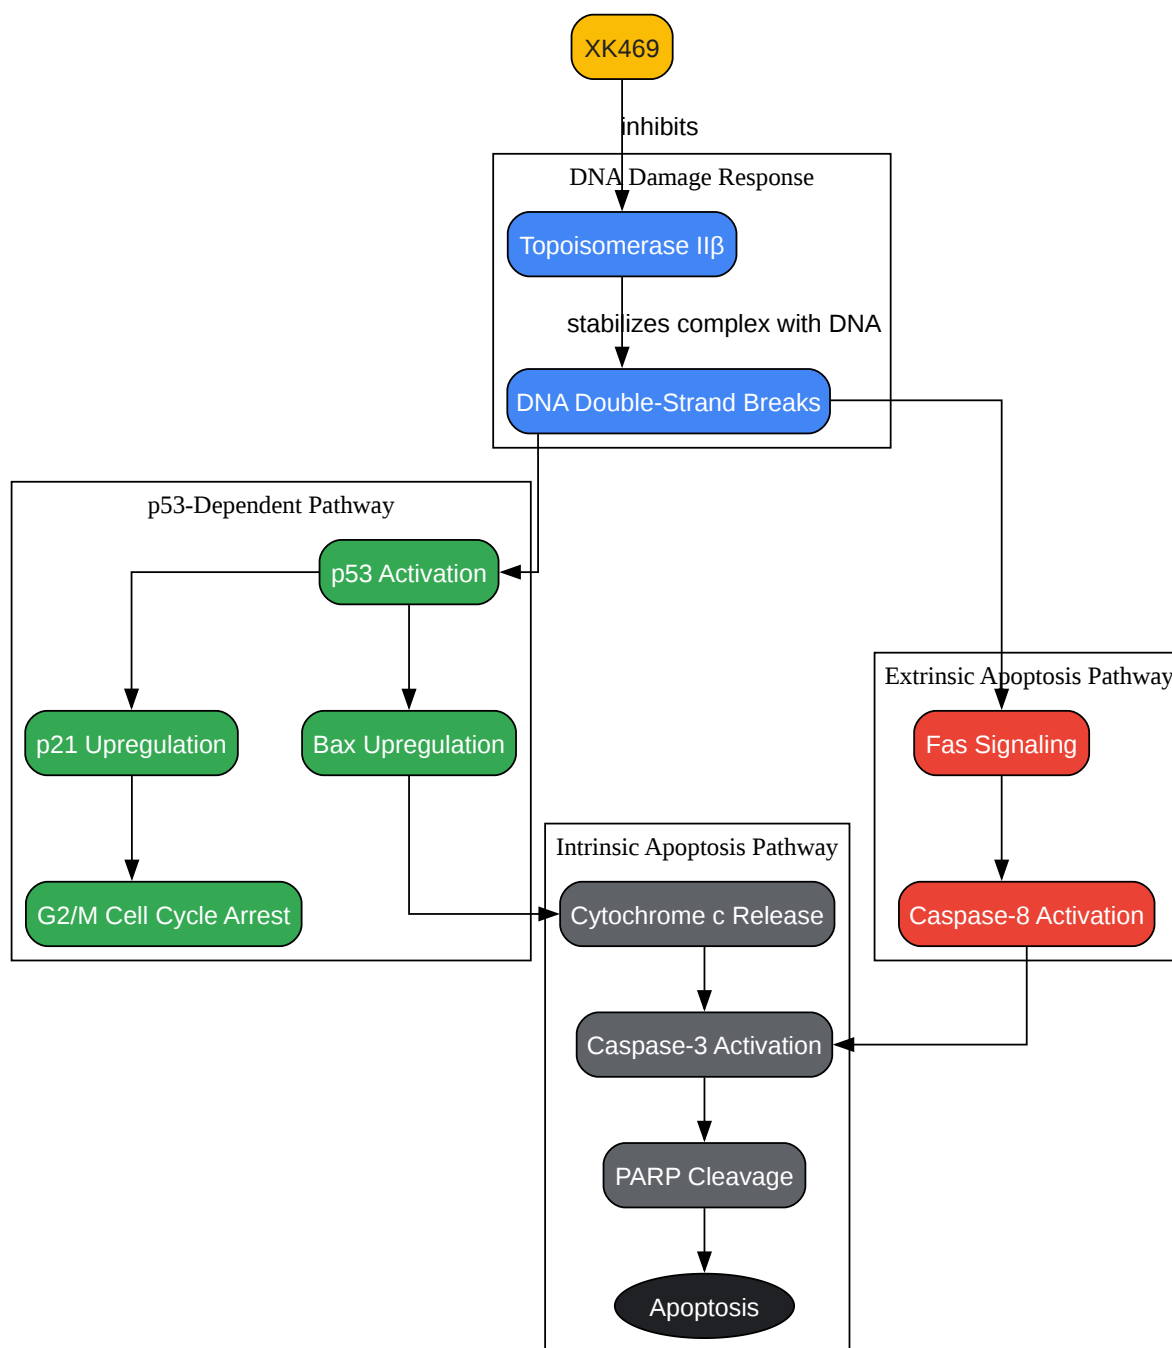 XK469
inhibits
DNA Damage Response
Topoisomerase IIβ
stabilizes complex with DNA
DNA Double-Strand Breaks
p53-Dependent Pathway
p53 Activation
p21 Upregulation
Bax Upregulation
G2/M Cell Cycle Arrest
Extrinsic Apoptosis Pathway
Fas Signaling
Caspase-8 Activation
Intrinsic Apoptosis Pathway
Cytochrome c Release
Caspase-3 Activation
PARP Cleavage
Apoptosis